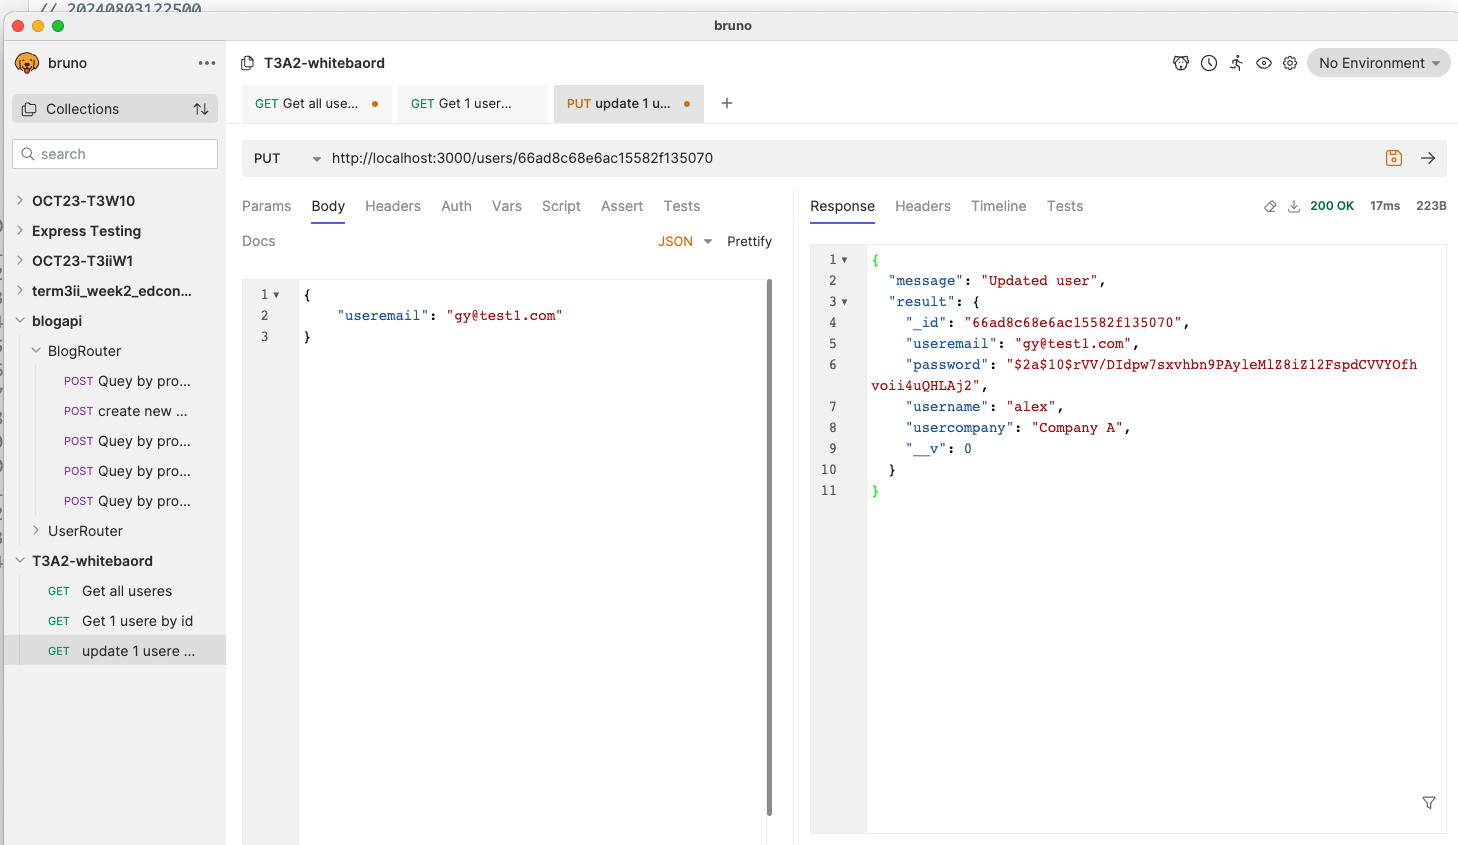 // 20240803122500
bruno
bruno
T3A2-whitebaord
No Environment
Collections
GET Get all use...
GET Get 1 user...
PUT update 1 u...
search
PUT
http://localhost:3000/users/66ad8c68e6ac15582f135070
OCT23-T3W10
Express Testing
OCT23-T3iiW1
term3ii_week2_edcon...
blogapi
BlogRouter
POST Quey by pro...
POST create new ...
POST Quey by pro...
POST Quey by pro...
POST Quey by pro...
UserRouter
T3A2-whitebaord
GET Get all useres
GET Get 1 usere by id
GET update 1 usere ...
Params Body Headers Auth Vars Script Assert Tests
Docs
JSON
Prettify
1 {
2 "useremail": "gy@test1.com"
3 }
Response Headers Timeline Tests
200 OK 17ms 223B
1 {
2 "message": "Updated user",
3 "result": {
4 "_id": "66ad8c68e6ac15582f135070",
5 "useremail": "gy@test1.com",
6 "password": "$2a$10$rVV/DIdpw7sxvhbn9PAyleMlZ8iZ12FspdCVVYOfh
voii4uQHLAj2",
7 "username": "alex",
8 "usercompany": "Company A",
9 "__v": 0
10 }
11 }